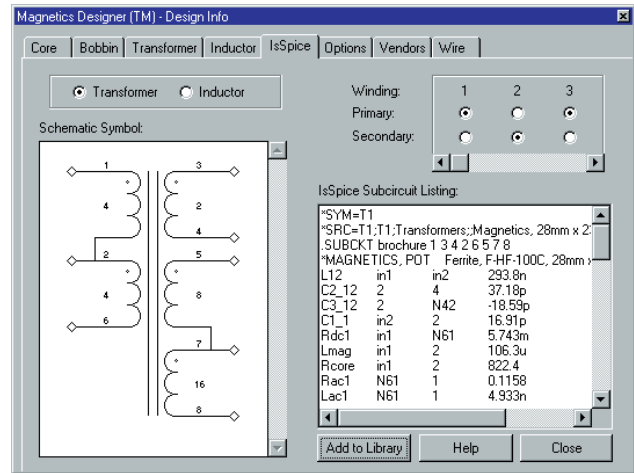 Magnetics Designer (TM) - Design Info
Core Bobbin Transformer Inductor IsSpice Options Vendors Wire
Transformer Inductor
Winding: 1 2 3
Primary:
Secondary:
Schematic Symbol:
1 3
4 2
4
2 5
4 8
6
7
16
8
IsSpice Subcircuit Listing:
*SYM=T1
*SRC=T1;T1;Transformers;;Magnetics, 28mm x
.SUBCKT brochure 1 3 4 2 6 5 7 8
*MAGNETICS, POT Ferrite, F-HF-100C, 28mm
L12 in1 in2 293.8n
C2_12 2 4 37.18p
C3_12 2 N42 -18.59p
C1_1 in2 2 16.91p
Rdc1 in1 N61 5.743m
Lmag in1 2 106.3u
Rcore in1 2 822.4
Rac1 N61 1 0.1158
Lac1 N61 1 4.933n
Add to Library Help Close